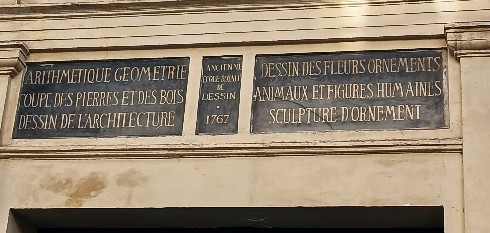 ARITHMETIQUE GEOMETRIE
COUPE DES PIERRES ET DES BOIS
DESSIN DE L'ARCHITECTURE
ANCIENNE
ECOLE ROYALE
DE
DESSIN
1767
DESSIN DES FLEURS ORNEMENTS
ANIMAUX ET FIGURES HUMAINES
SCULPTURE D'ORNEMENT